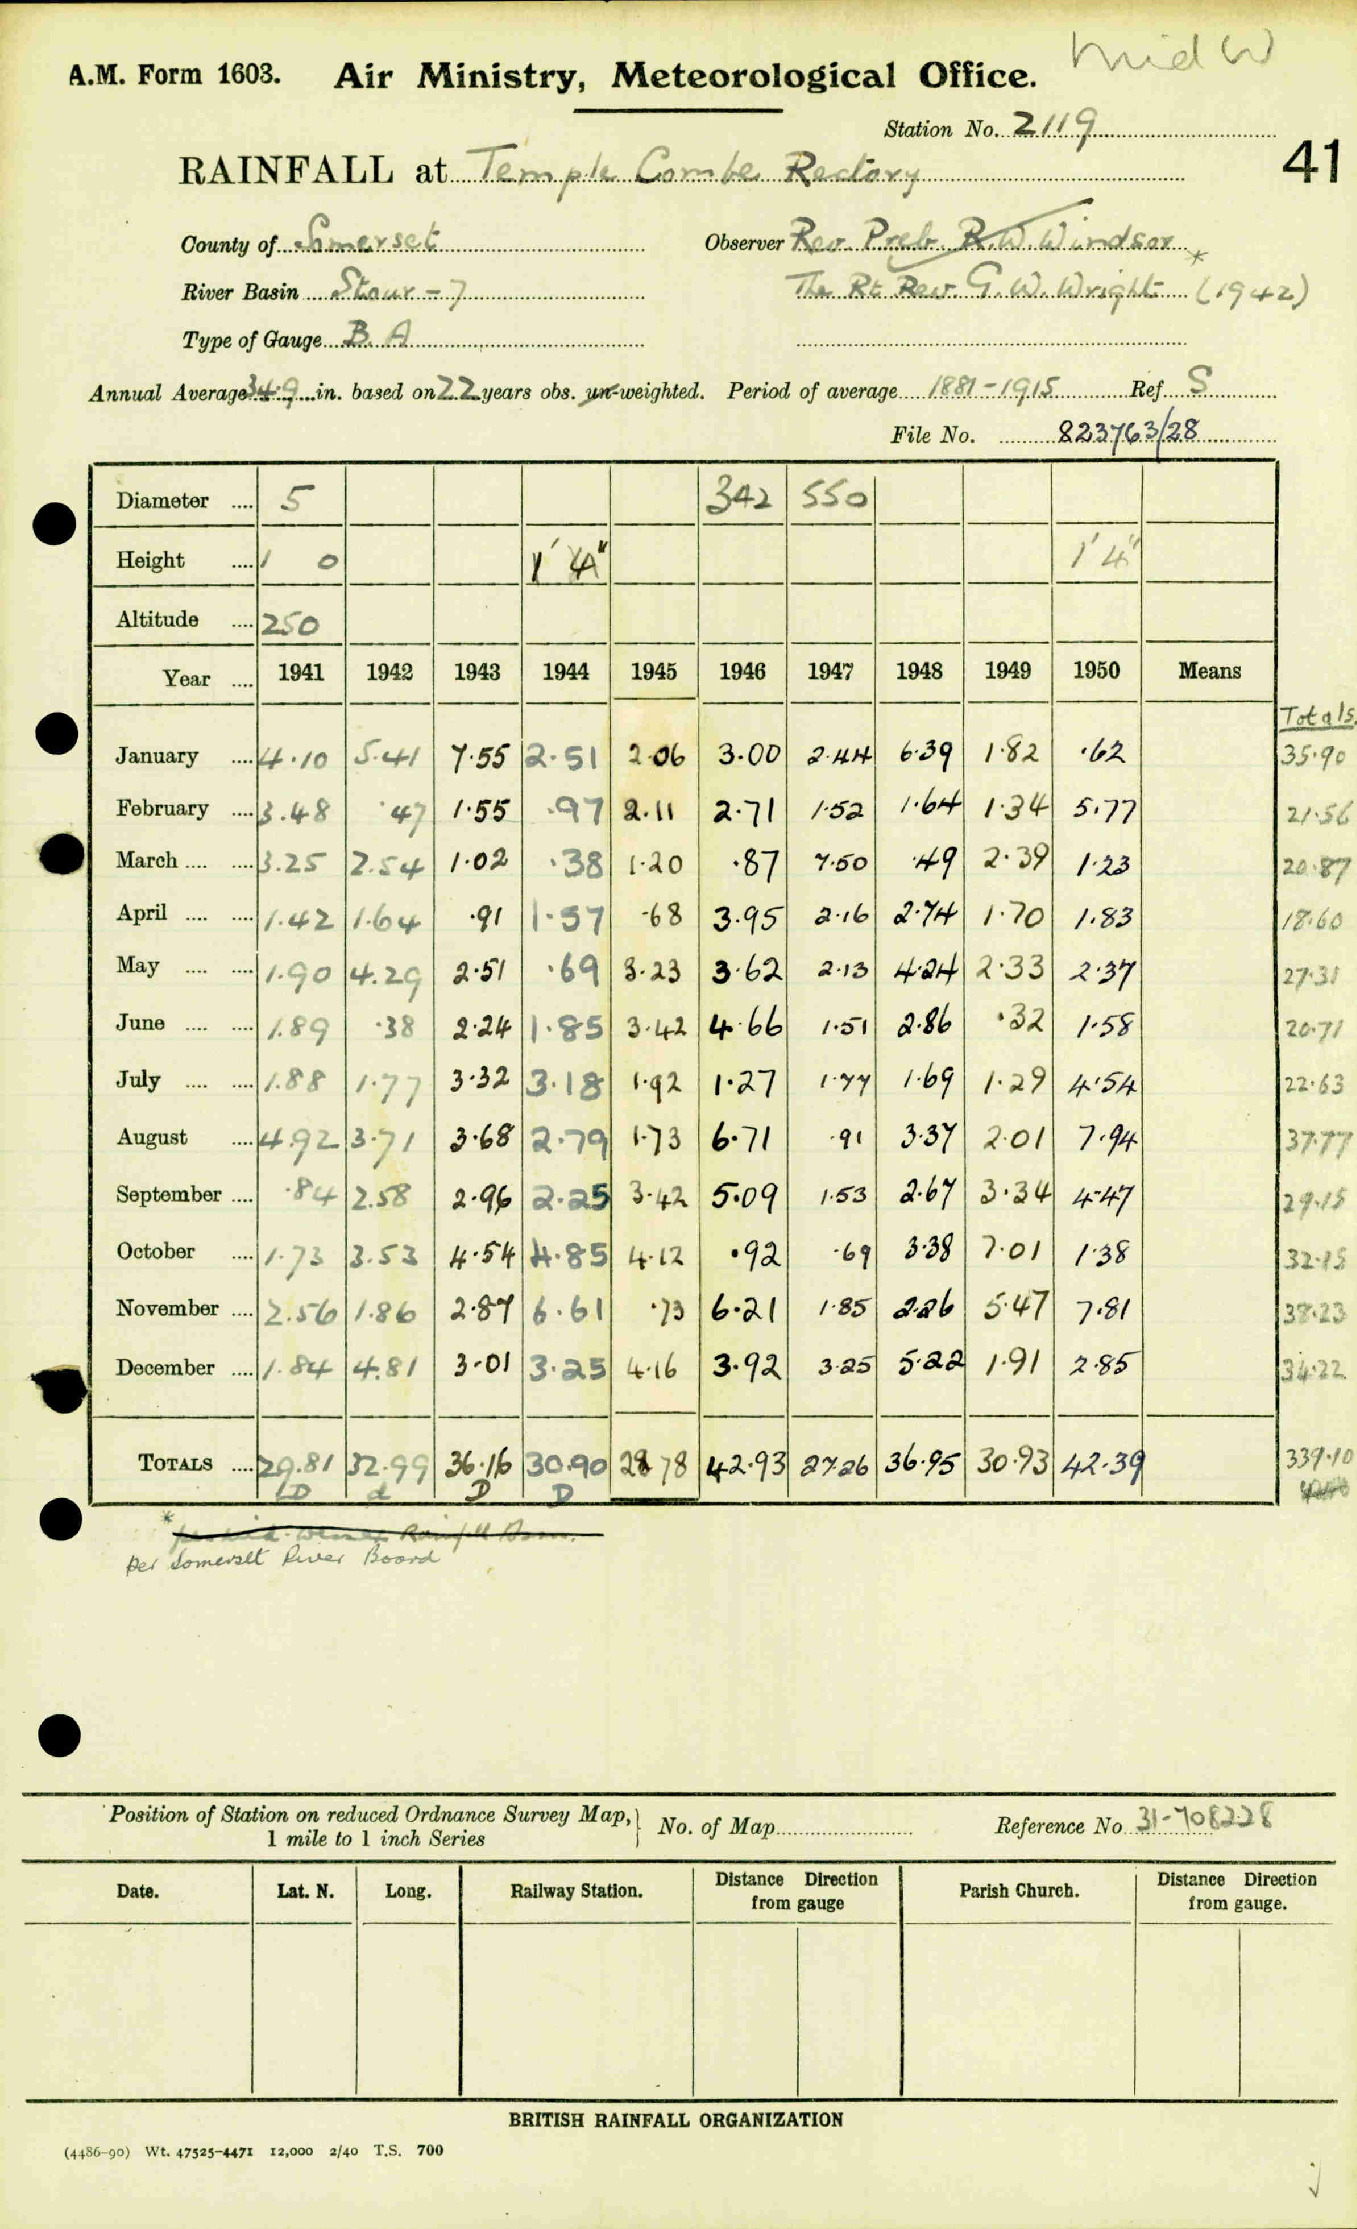 mid W
A.M. Form 1603. Air Ministry, Meteorological Office.
Station No. 2119
41
RAINFALL at Temple Combe Rectory
County of Somerset Observer Rev. Preb. R.W. Windsor
River Basin Stour - 7 The Rt Rev. G.W. Wright * (1942)
Type of Gauge B. A
Annual Average 34.9 in. based on 22 years obs. un-weighted. Period of average 1881-1915 Ref. S
File No. 823763/28
Diameter .... 5 342 550
Height .... 1 0 1' 4" 1' 4"
Altitude .... 250
Year .... 1941 1942 1943 1944 1945 1946 1947 1948 1949 1950 Means
Totals.
January .... 4.10 5.41 7.55 2.51 2.06 3.00 2.44 6.39 1.82 .62 35.90
February .... 3.48 .47 1.55 .97 2.11 2.71 1.52 1.64 1.34 5.77 21.56
March .... .... 3.25 2.54 1.02 .38 1.20 .87 7.50 .49 2.39 1.23 20.87
April .... .... 1.42 1.64 .91 1.57 .68 3.95 2.16 2.74 1.70 1.83 18.60
May .... .... 1.90 4.29 2.51 .69 3.23 3.62 2.13 4.24 2.33 2.37 27.31
June .... .... 1.89 .38 2.24 1.85 3.42 4.66 1.51 2.86 .32 1.58 20.71
July .... .... 1.88 1.77 3.32 3.18 1.92 1.27 1.77 1.69 1.29 4.54 22.63
August .... 4.92 3.71 3.68 2.79 1.73 6.71 .91 3.37 2.01 7.94 37.77
September .... .84 2.58 2.96 2.25 3.42 5.09 1.53 2.67 3.34 4.47 29.15
October .... 1.73 3.53 4.54 4.85 4.12 .92 .69 3.38 7.01 1.38 32.15
November .... 2.56 1.86 2.87 6.61 .73 6.21 1.85 2.26 5.47 7.81 38.23
December .... 1.84 4.81 3.01 3.25 4.16 3.92 3.25 5.22 1.91 2.85 34.22
TOTALS .... 29.81 32.99 36.16 30.90 28.78 42.93 27.26 36.95 30.93 42.39 339.10
D d D D
* Rainfall Assn.
per Somerset River Board
Position of Station on reduced Ordnance Survey Map, } No. of Map Reference No 31-708228
1 mile to 1 inch Series
Date. Lat. N. Long. Railway Station. Distance Direction Parish Church. Distance Direction
from gauge from gauge.
BRITISH RAINFALL ORGANIZATION
(4486-90) Wt. 47525-4471 12,000 2/40 T.S. 700